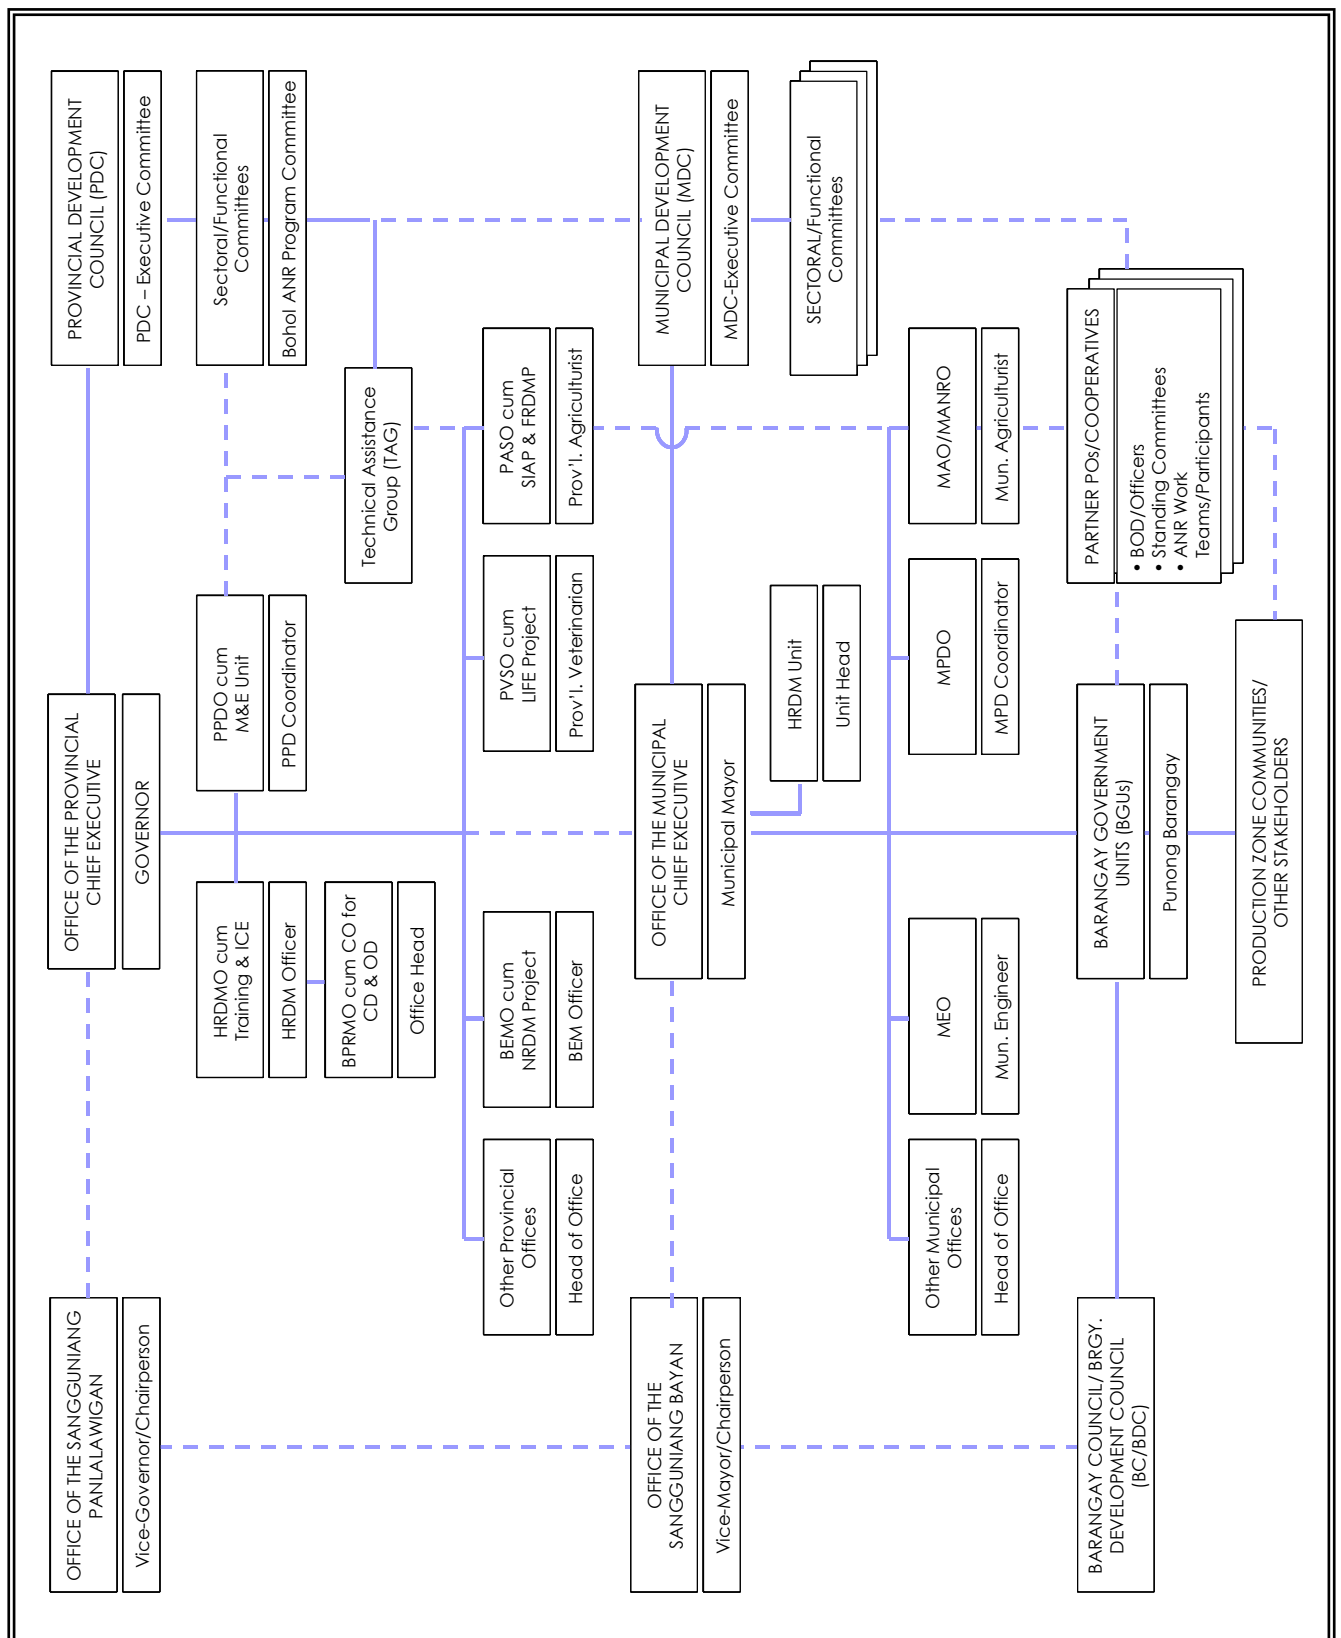 OFFICE OF THE SANGGUNIANG
PANLALAWIGAN
Vice-Governor/Chairperson
OFFICE OF THE PROVINCIAL
CHIEF EXECUTIVE
GOVERNOR
PROVINCIAL DEVELOPMENT
COUNCIL (PDC)
PDC – Executive Committee
HRDMO cum
Training & ICE
HRDM Officer
PPDO cum
M&E Unit
PPD Coordinator
Sectoral/Functional
Committees
Bohol ANR Program Committee
BPRMO cum CO for
CD & OD
Office Head
Technical Assistance
Group (TAG)
Other Provincial
Offices
Head of Office
BEMO cum
NRDM Project
BEM Officer
PVSO cum
LIFE Project
Prov'l. Veterinarian
PASO cum
SIAP & FRDMP
Prov'l. Agriculturist
OFFICE OF THE
SANGGUNIANG BAYAN
Vice-Mayor/Chairperson
OFFICE OF THE MUNICIPAL
CHIEF EXECUTIVE
Municipal Mayor
MUNICIPAL DEVELOPMENT
COUNCIL (MDC)
MDC-Executive Committee
HRDM Unit
Unit Head
SECTORAL/Functional
Committees
Other Municipal
Offices
Head of Office
MEO
Mun. Engineer
MPDO
MPD Coordinator
MAO/MANRO
Mun. Agriculturist
BARANGAY COUNCIL/ BRGY.
DEVELOPMENT COUNCIL
(BC/BDC)
BARANGAY GOVERNMENT
UNITS (BGUs)
Punong Barangay
PARTNER POs/COOPERATIVES
• BOD/Officers
• Standing Committees
• ANR Work
Teams/Participants
PRODUCTION ZONE COMMUNITIES/
OTHER STAKEHOLDERS